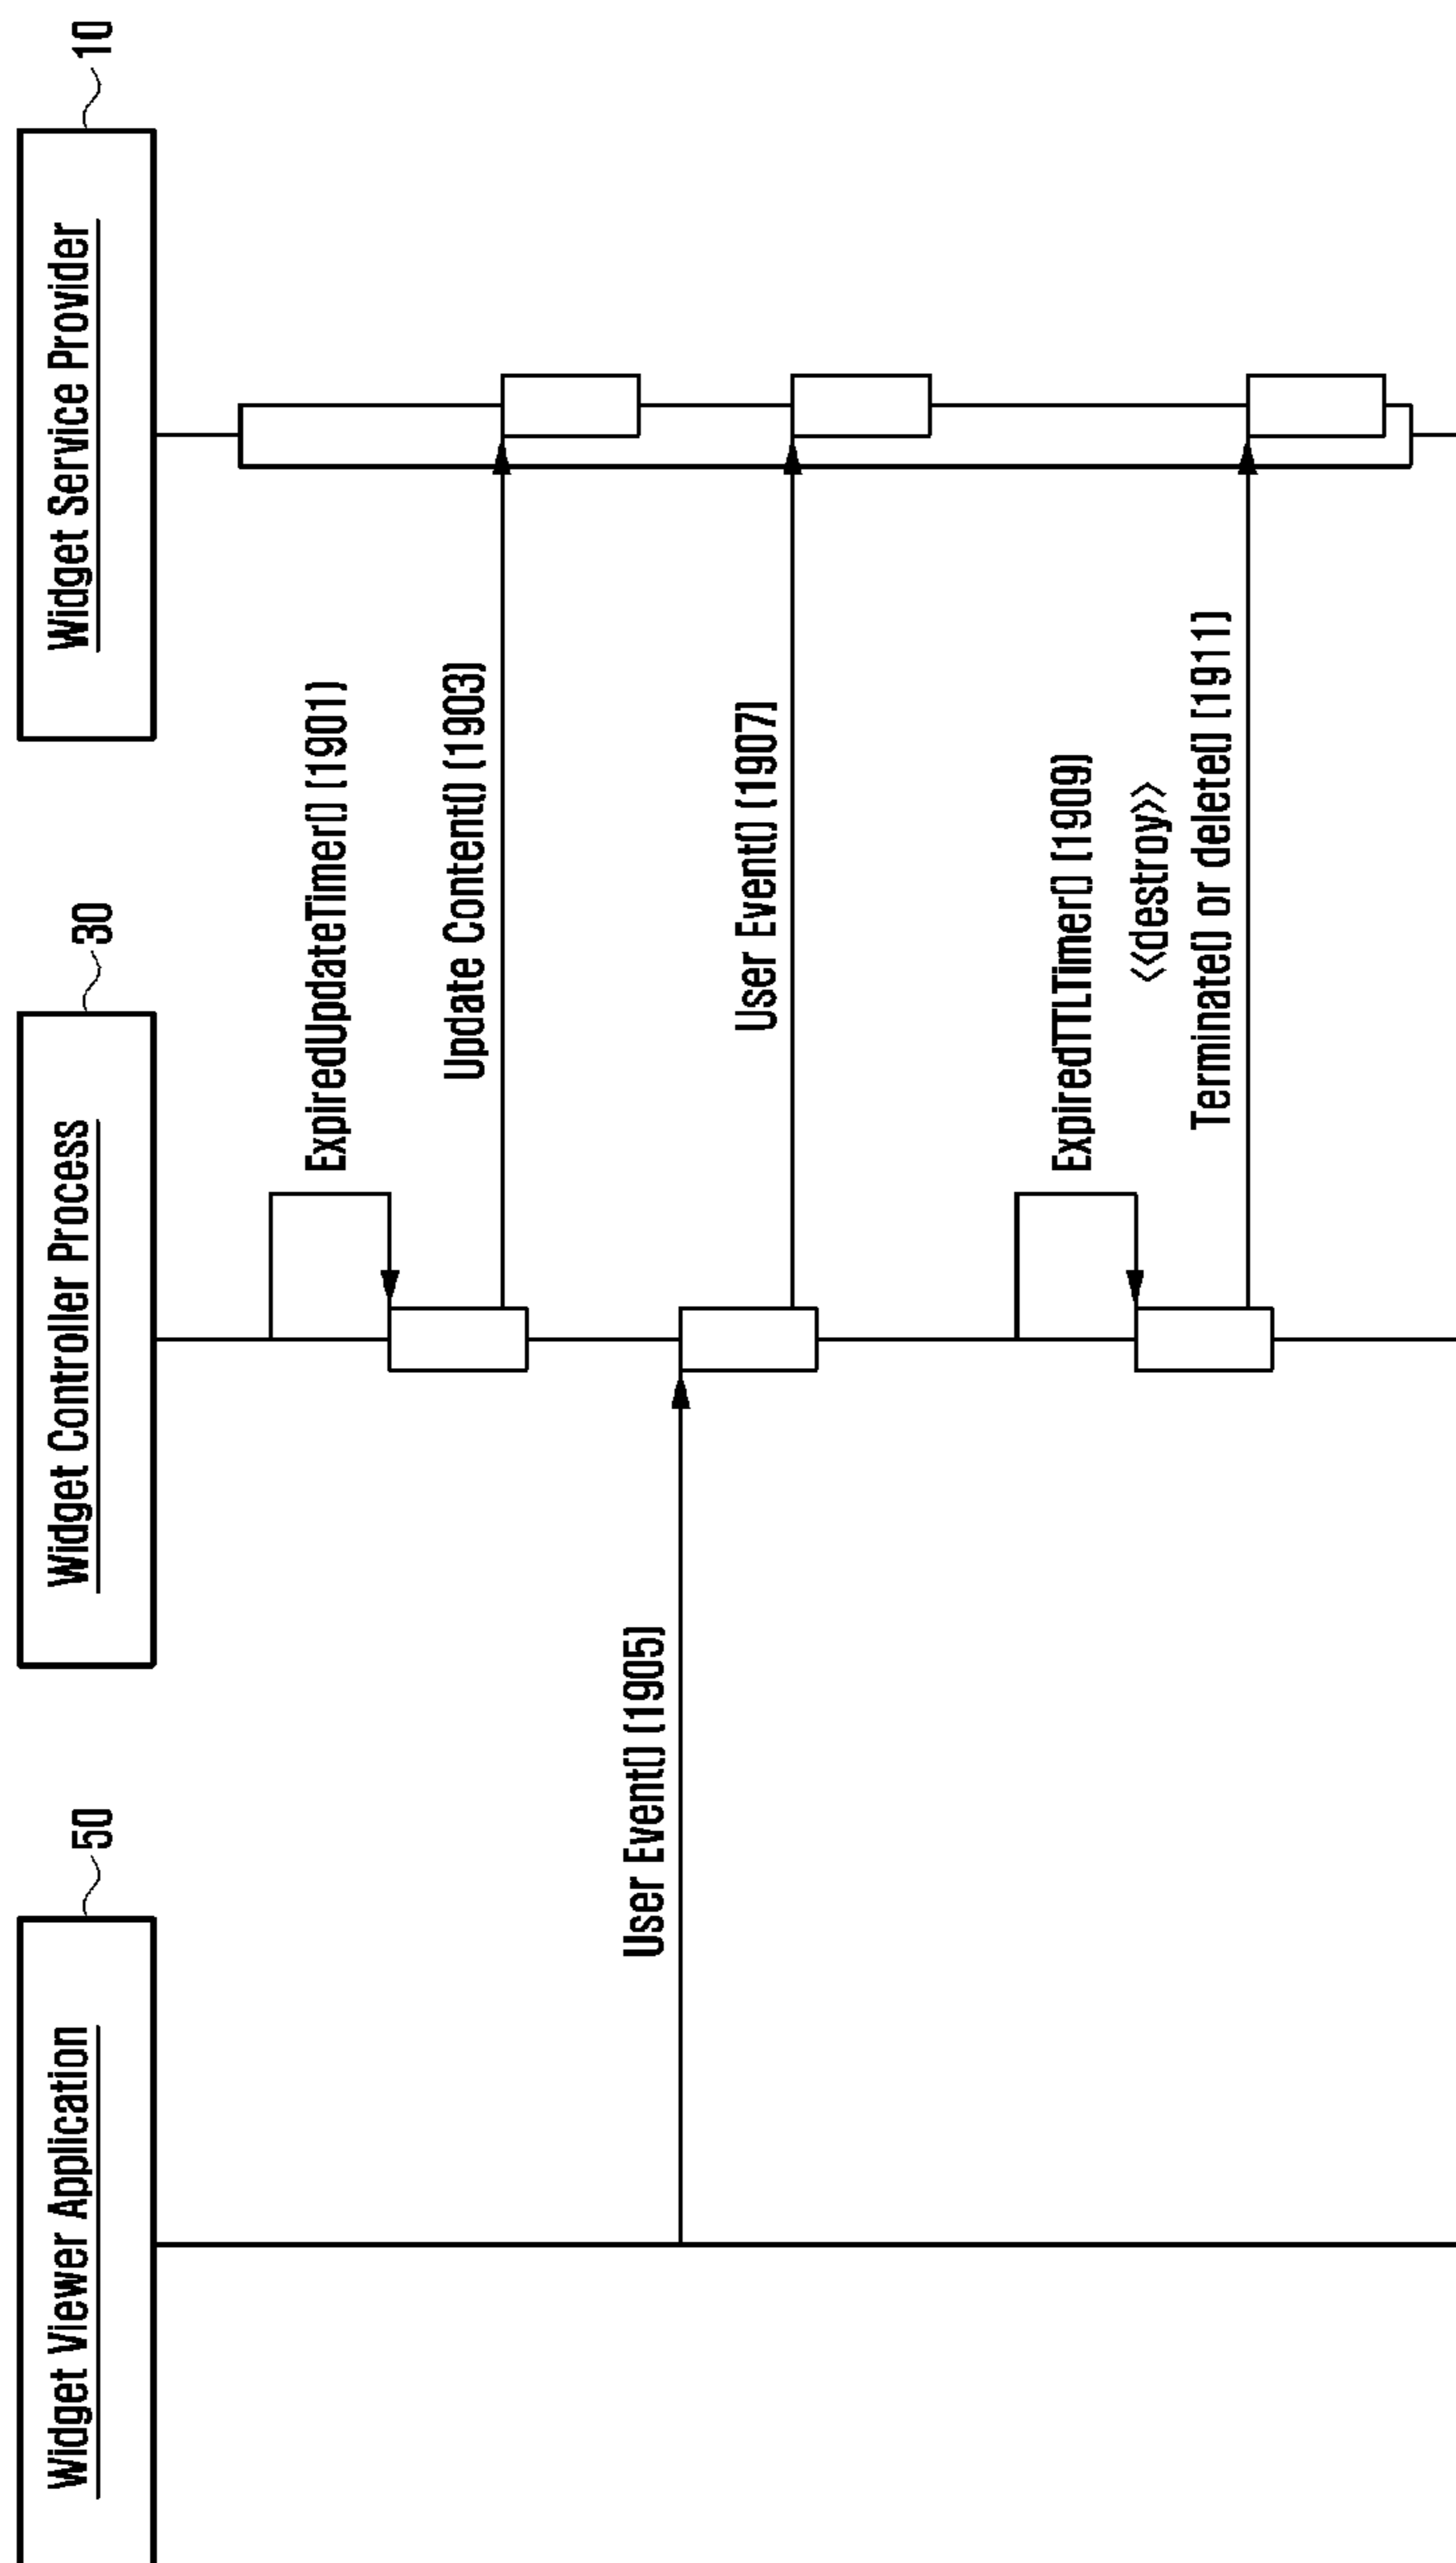 Widget Viewer Application
50
Widget Controller Process
30
Widget Service Provider
10
ExpiredUpdateTimer() (1901)
Update Content() (1903)
User Event() (1905)
User Event() (1907)
ExpiredTTLTimer() (1909)
<<destroy>>
Terminate() or delete() (1911)